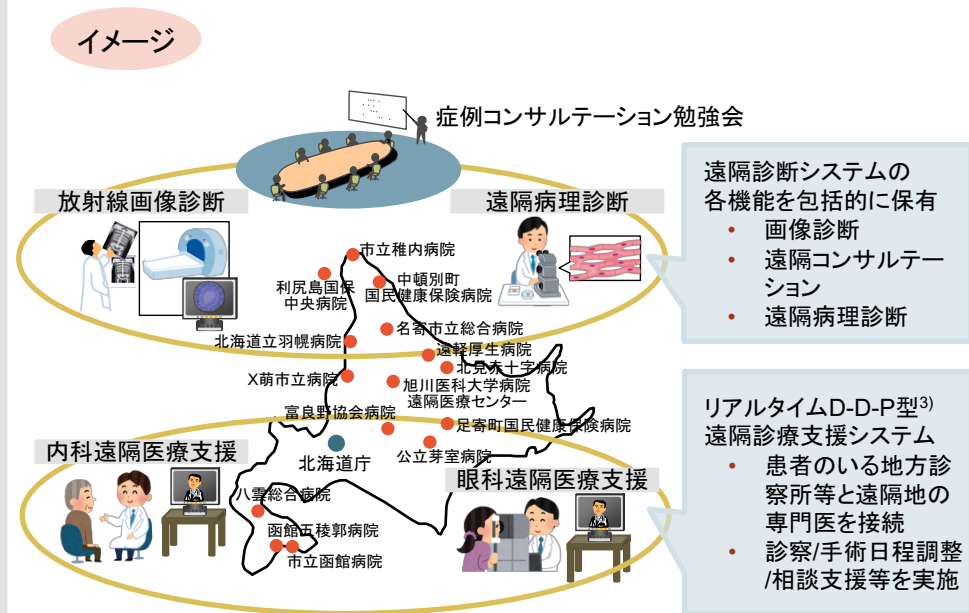 イメージ
症例コンサルテーション勉強会
放射線画像診断
遠隔病理診断
市立稚内病院
利尻島国保
中央病院
中頓別町
国民健康保険病院
名寄市立総合病院
北海道立羽幌病院
遠軽厚生病院
北見赤十字病院
X萌市立病院
旭川医科大学病院
遠隔医療センター
富良野協会病院
足寄町国民健康保険病院
北海道庁
公立芽室病院
内科遠隔医療支援
眼科遠隔医療支援
八雲総合病院
函館五稜郭病院
市立函館病院
遠隔診断システムの
各機能を包括的に保有
• 画像診断
• 遠隔コンサルテー
ション
• 遠隔病理診断
リアルタイムD-D-P型3)
遠隔診療支援システム
• 患者のいる地方診
察所等と遠隔地の
専門医を接続
• 診察/手術日程調整
/相談支援等を実施